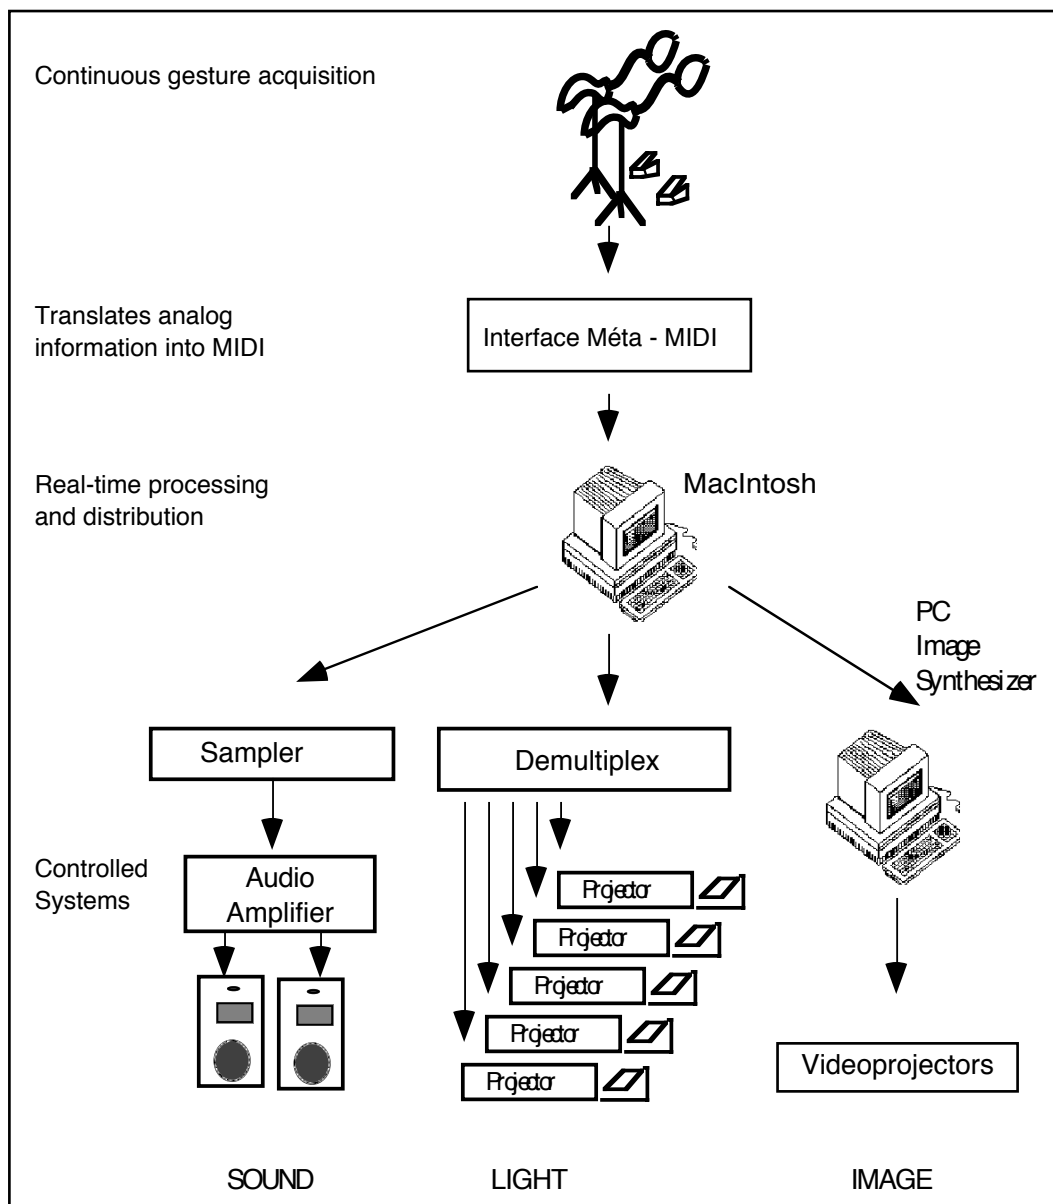 Continuous gesture acquisition
Translates analog
information into MIDI
Interface Méta - MIDI
Real-time processing
and distribution
MacIntosh
PC
Image
Synthesizer
Sampler
Demultiplex
Controlled
Systems
Audio
Amplifier
Projector
Projector
Projector
Projector
Projector
Videoprojectors
SOUND
LIGHT
IMAGE